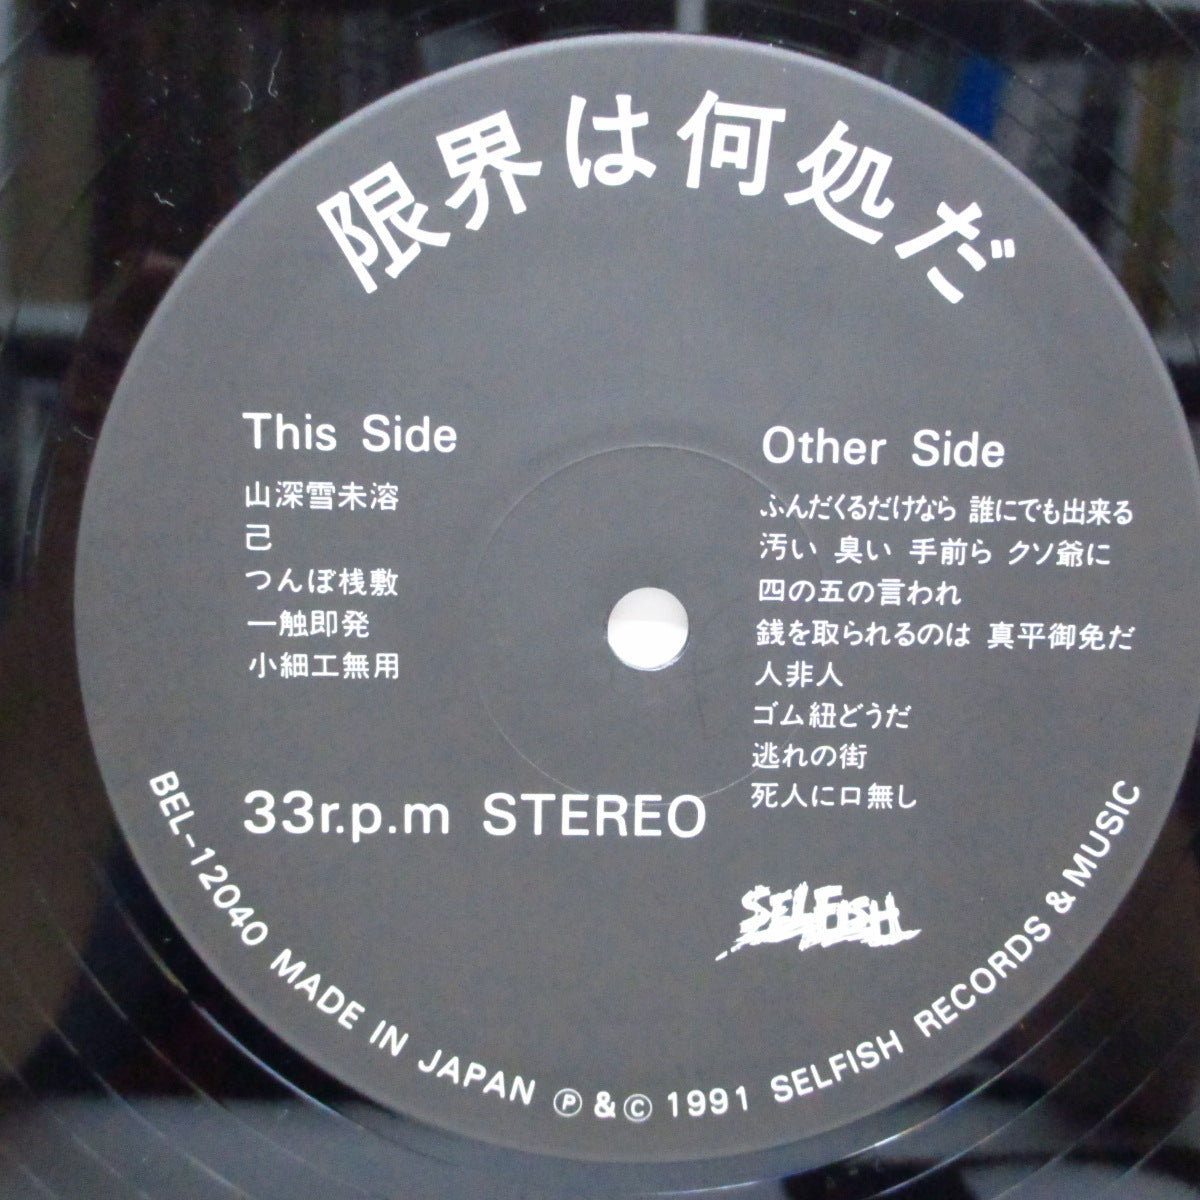 限界は何処だ
This Side
山深雪未溶
己
つんぼ桟敷
一触即発
小細工無用
Other Side
ふんだくるだけなら 誰にでも出来る
汚い 臭い 手前ら クソ爺に
四の五の言われ
銭を取られるのは 真平御免だ
人非人
ゴム紐どうだ
逃れの街
死人に口無し
33r.p.m STEREO
SELFISH
BEL-12040 MADE IN JAPAN Ⓟ&© 1991 SELFISH RECORDS & MUSIC